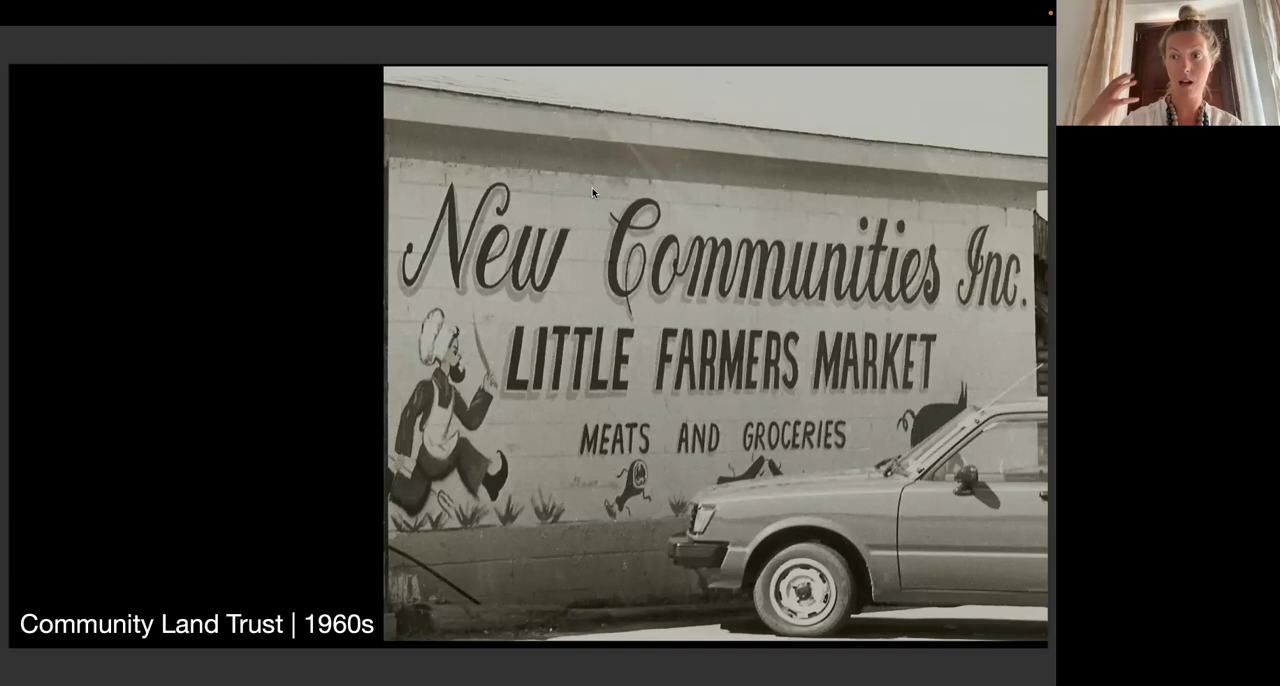 New Communities Inc.
LITTLE FARMERS MARKET
MEATS AND GROCERIES
Community Land Trust | 1960s